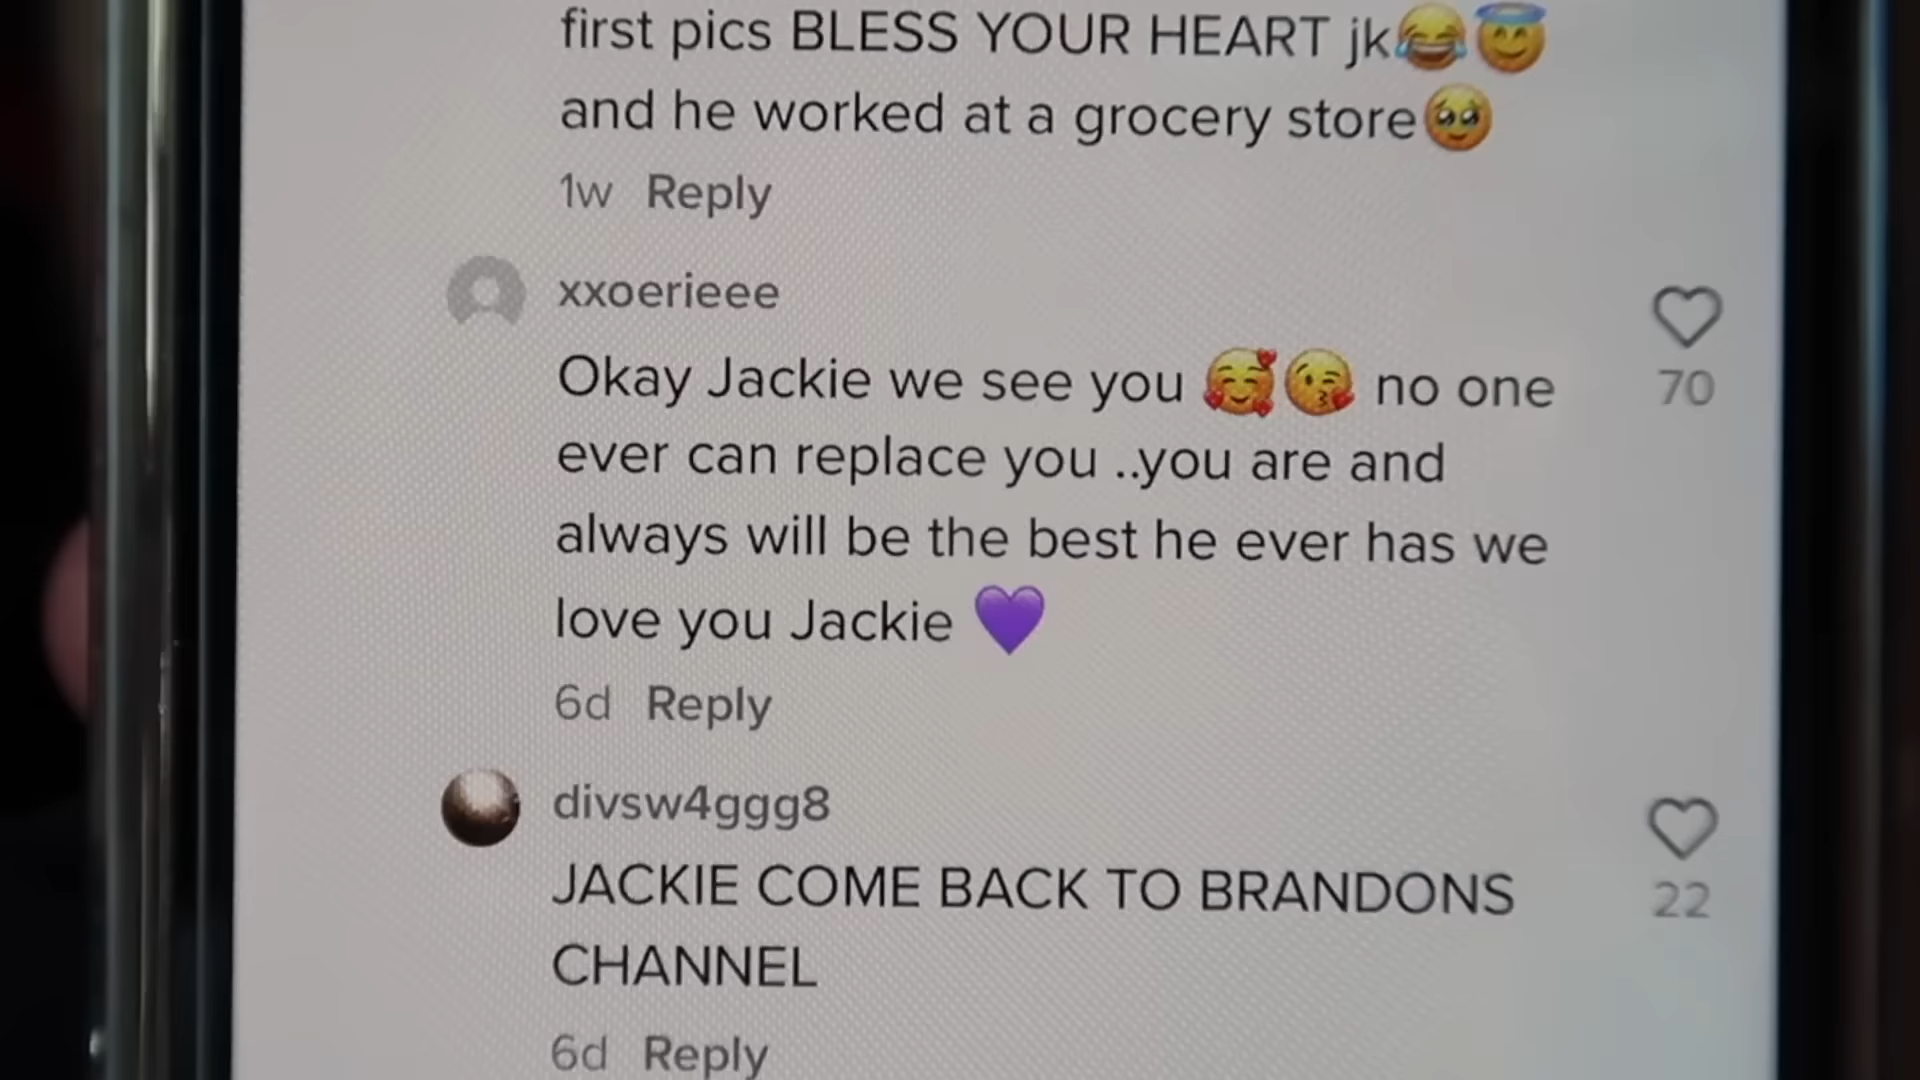 first pics BLESS YOUR HEART jk😂😇
and he worked at a grocery store🥹
1w Reply
xxoerieee
Okay Jackie we see you 🥰😘 no one
ever can replace you ..you are and
always will be the best he ever has we
love you Jackie 💜
70
6d Reply
divsw4ggg8
JACKIE COME BACK TO BRANDONS
CHANNEL
22
6d Reply